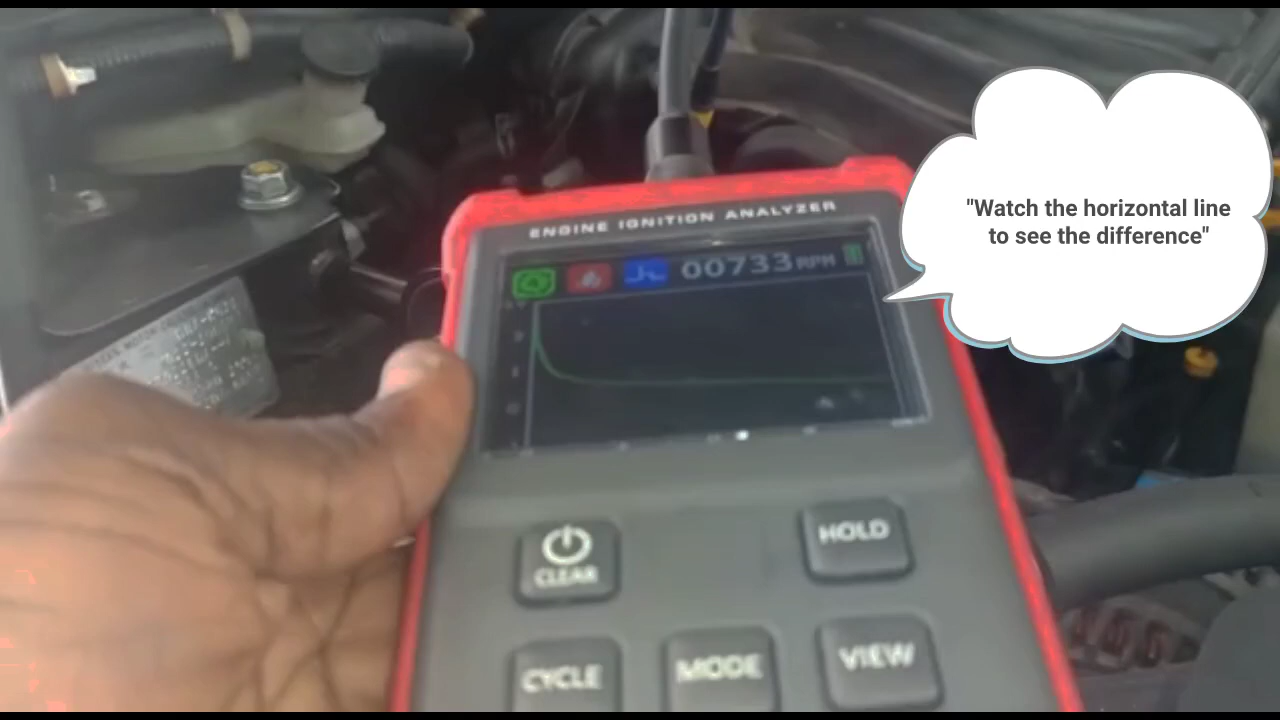 ENGINE IGNITION ANALYZER
00733 RPM
"Watch the horizontal line
to see the difference"
HOLD
CLEAR
CYCLE
MODE
VIEW